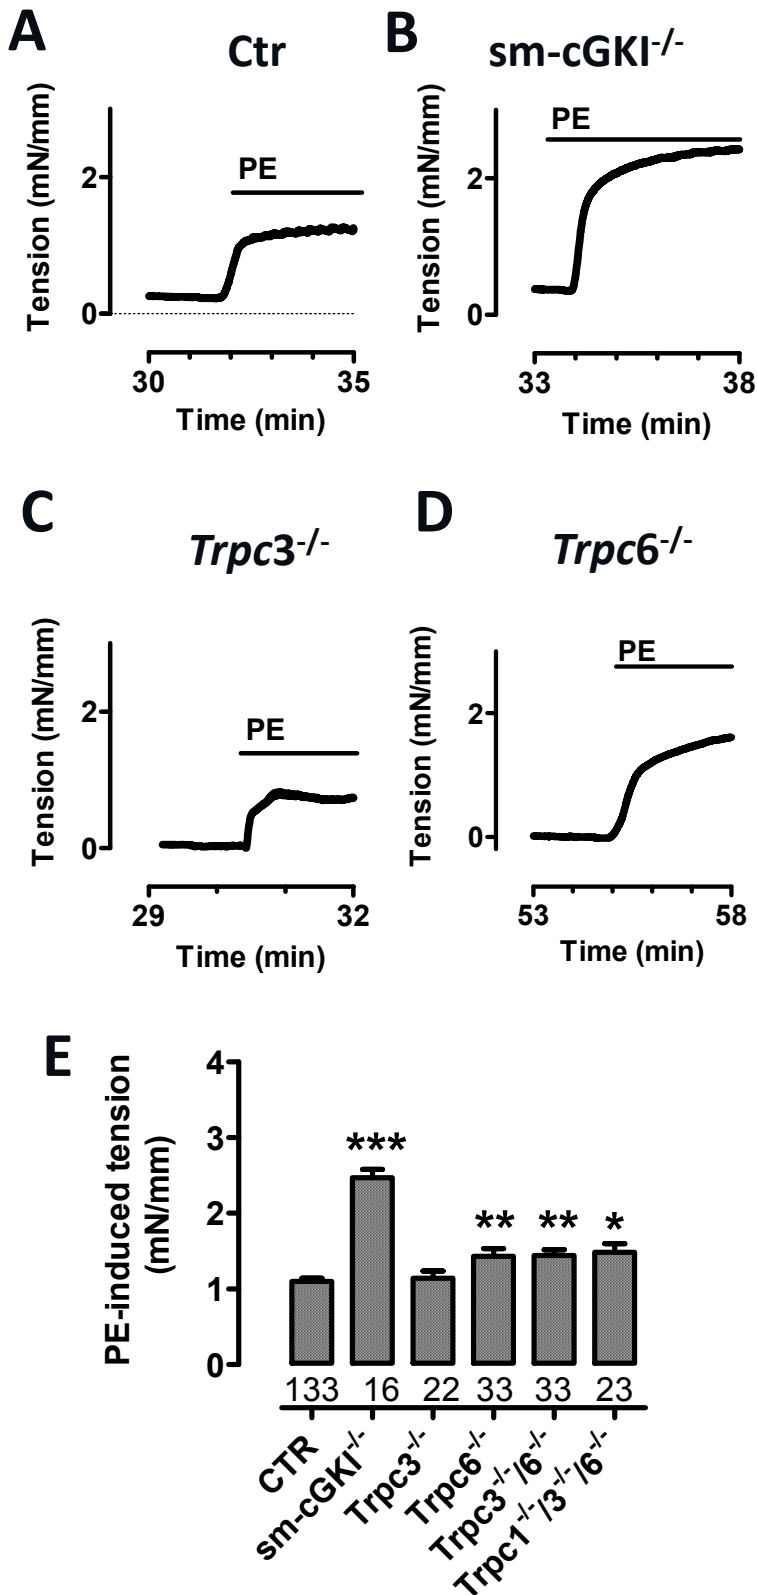 A
Ctr
Tension (mN/mm)
2
0
PE
30
35
Time (min)
B
sm-cGKI-/-
Tension (mN/mm)
2
0
PE
33
38
Time (min)
C
Trpc3-/-
Tension (mN/mm)
2
0
PE
29
32
Time (min)
D
Trpc6-/-
Tension (mN/mm)
2
0
PE
53
58
Time (min)
E
PE-induced tension
(mN/mm)
4
3
2
1
0
***
**
**
*
133
16
22
33
33
23
CTR
sm-cGKI-/-
Trpc3-/-
Trpc6-/-
Trpc3-/-/6-/-
Trpc1-/-/3-/-/6-/-